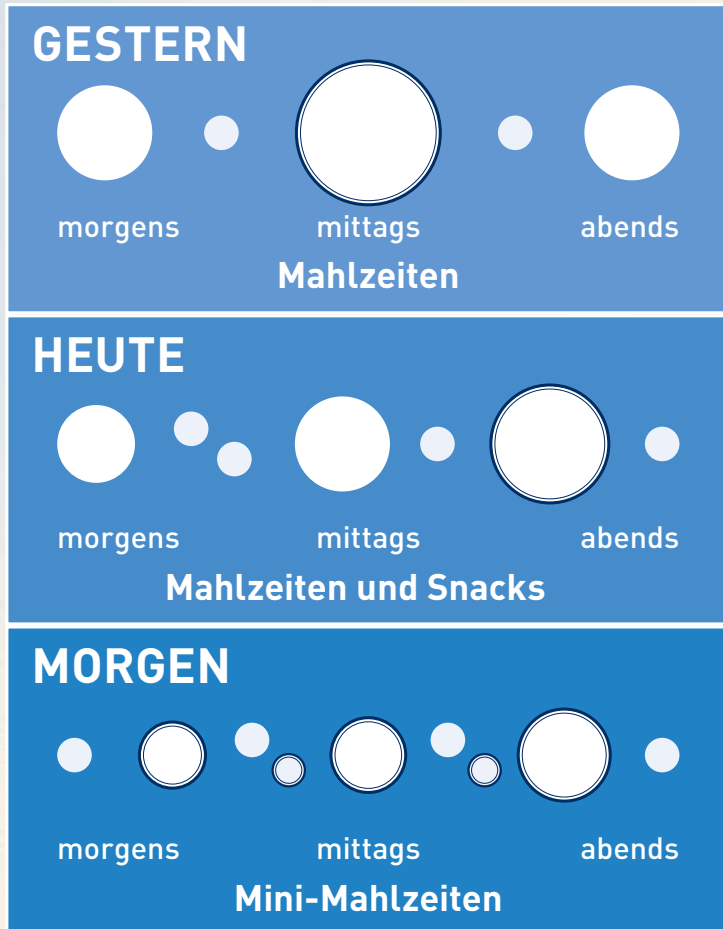 GESTERN
morgens mittags abends
Mahlzeiten
HEUTE
morgens mittags abends
Mahlzeiten und Snacks
MORGEN
morgens mittags abends
Mini-Mahlzeiten